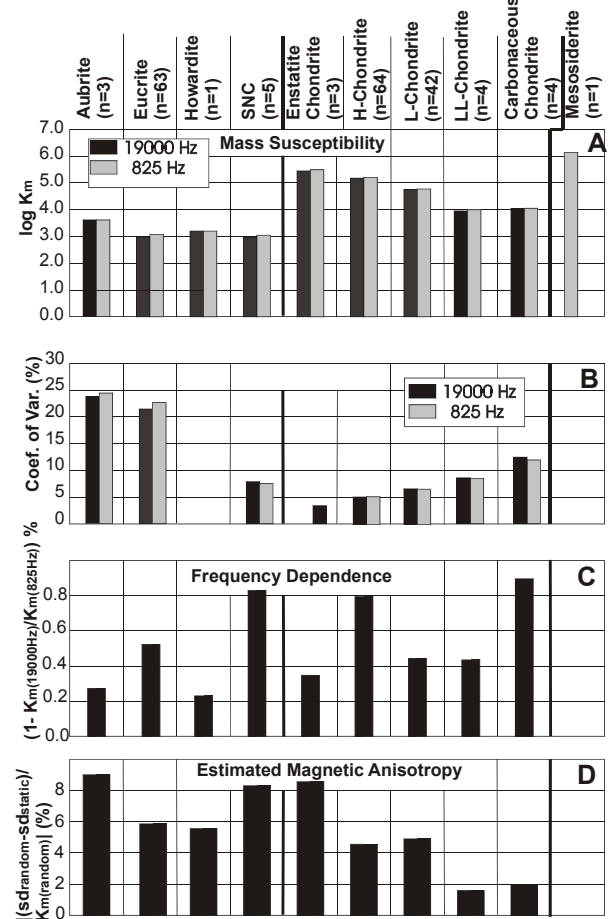 Aubrite
(n=3)
Eucrite
(n=63)
Howardite
(n=1)
SNC
(n=5)
Enstatite
Chondrite
(n=3)
H-Chondrite
(n=64)
L-Chondrite
(n=42)
LL-Chondrite
(n=4)
Carbonaceous
Chondrite
(n=4)
Mesosiderite
(n=1)
Mass Susceptibility
A
19000 Hz
825 Hz
log Km
7.0
6.0
5.0
4.0
3.0
2.0
1.0
0.0
B
19000 Hz
825 Hz
Coef. of Var. (%)
30
25
20
15
10
5
0
Frequency Dependence
C
(1- Km(19000Hz)/Km(825Hz)) %
0.8
0.6
0.4
0.2
0.0
Estimated Magnetic Anisotropy
D
|(sdrandom-sdstatic)/
Km(random)| (%)
8
6
4
2
0